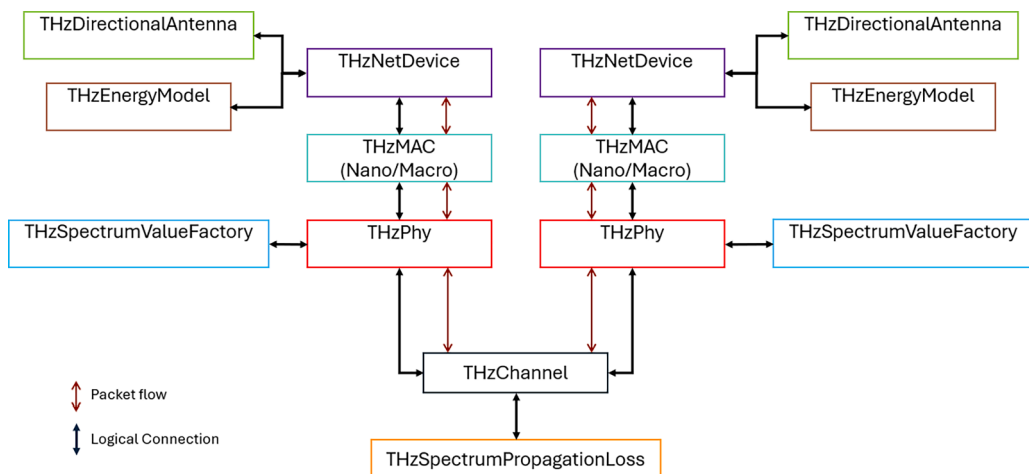 THzDirectionalAntenna
THzDirectionalAntenna
THzNetDevice
THzNetDevice
THzEnergyModel
THzEnergyModel
THzMAC
(Nano/Macro)
THzMAC
(Nano/Macro)
THzSpectrumValueFactory
THzPhy
THzPhy
THzSpectrumValueFactory
THzChannel
Packet flow
Logical Connection
THzSpectrumPropagationLoss